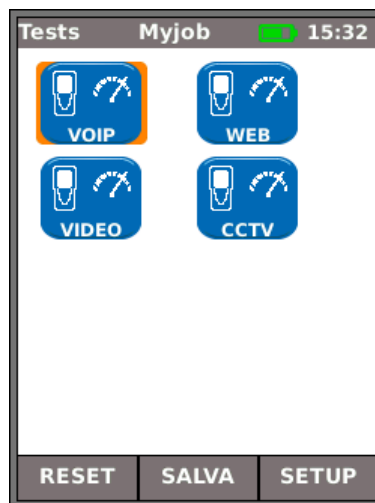 Tests Myjob 15:32
VOIP WEB
VIDEO CCTV
RESET SALVA SETUP